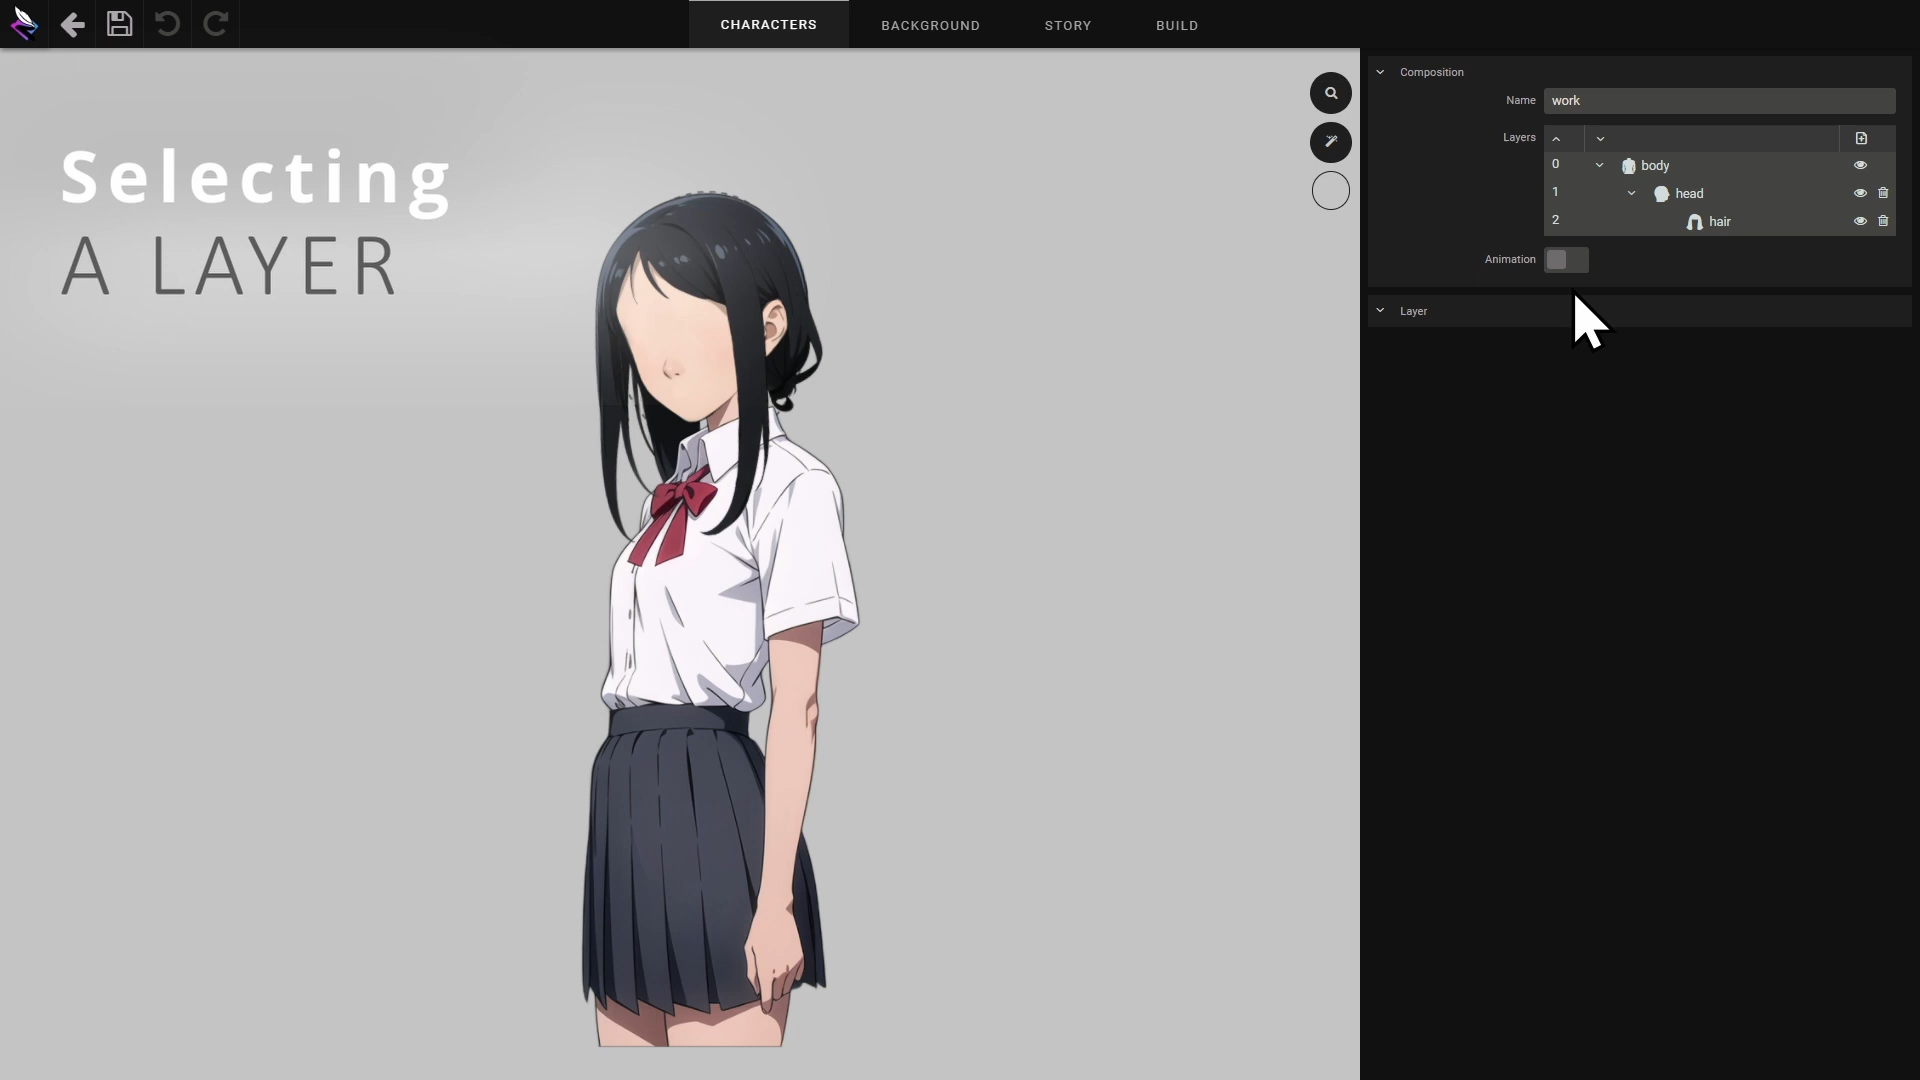 CHARACTERS BACKGROUND STORY BUILD
Selecting
A LAYER
Composition
Name work
Layers
0 body
1 head
2 hair
Animation
Layer